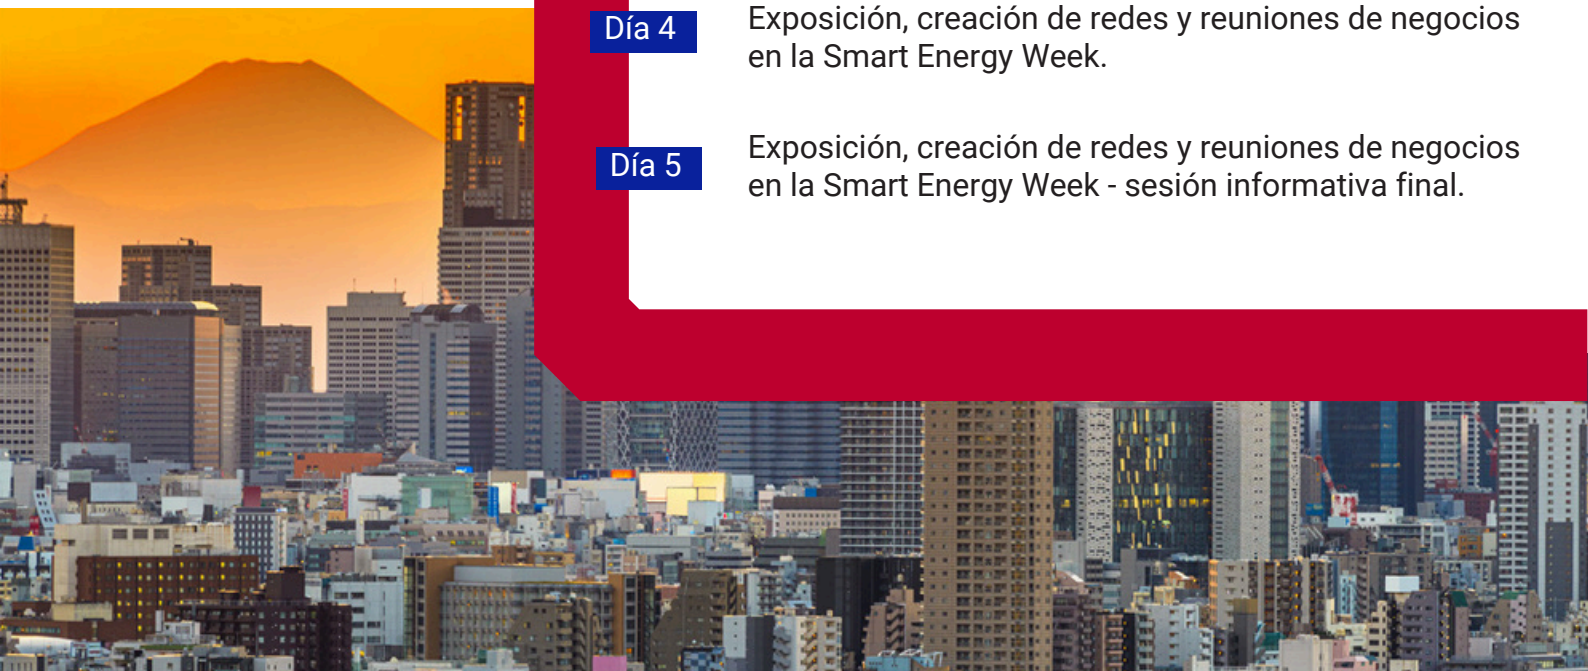 Día 4
Exposición, creación de redes y reuniones de negocios
en la Smart Energy Week.
Día 5
Exposición, creación de redes y reuniones de negocios
en la Smart Energy Week - sesión informativa final.